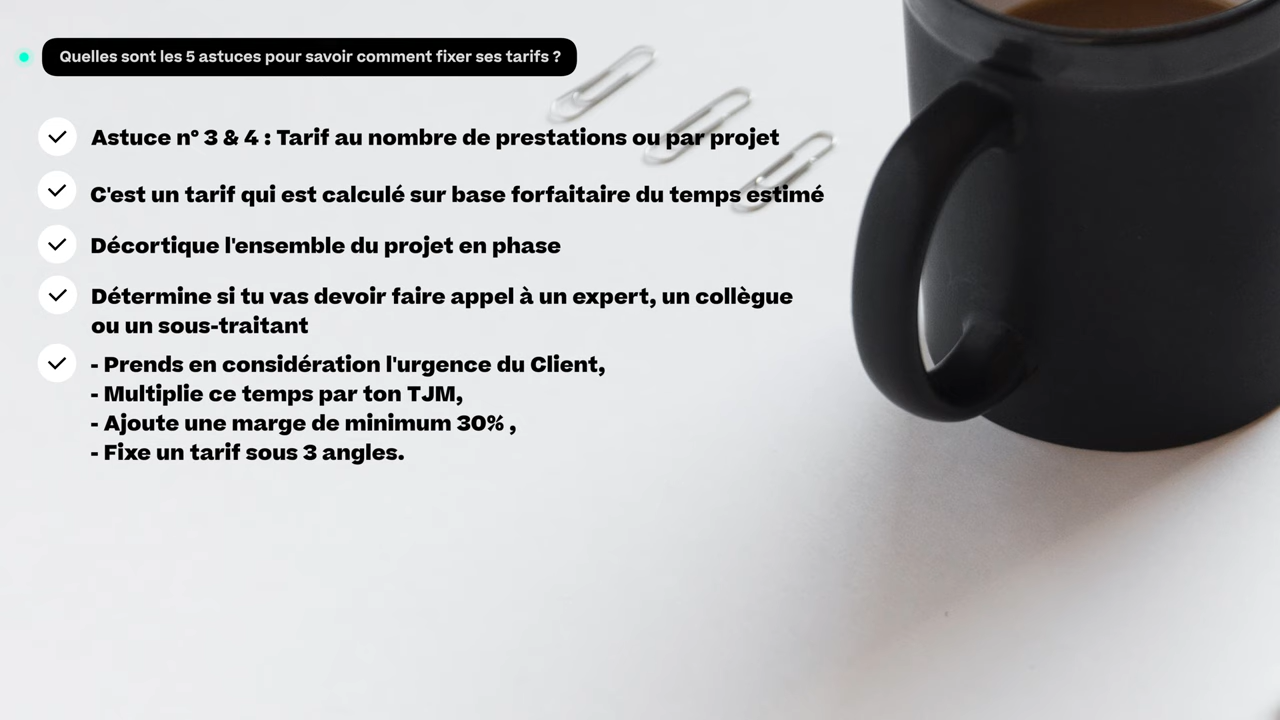 Quelles sont les 5 astuces pour savoir comment fixer ses tarifs ?
Astuce n° 3 & 4 : Tarif au nombre de prestations ou par projet
C'est un tarif qui est calculé sur base forfaitaire du temps estimé
Décortique l'ensemble du projet en phase
Détermine si tu vas devoir faire appel à un expert, un collègue
ou un sous-traitant
- Prends en considération l'urgence du Client,
- Multiplie ce temps par ton TJM,
- Ajoute une marge de minimum 30% ,
- Fixe un tarif sous 3 angles.